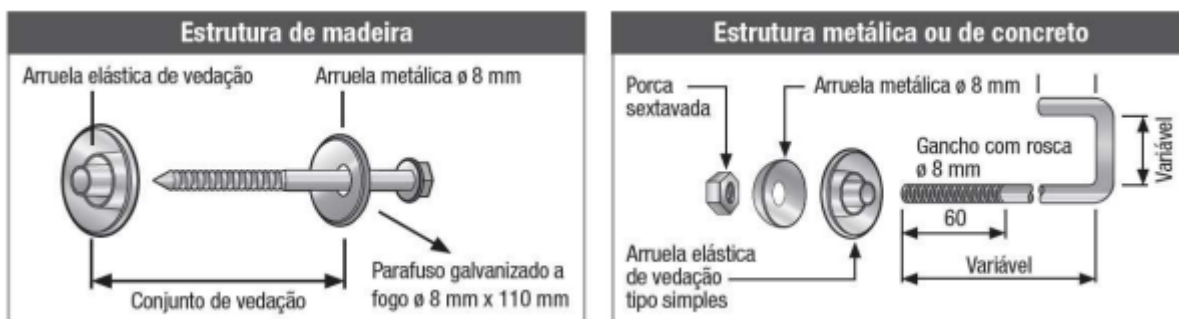 Estrutura de madeira
Arruela elástica de vedação
Arruela metálica ø 8 mm
Parafuso galvanizado a
fogo ø 8 mm x 110 mm
Conjunto de vedação
Estrutura metálica ou de concreto
Porca
sextavada
Arruela metálica ø 8 mm
Gancho com rosca
ø 8 mm
Variável
60
Variável
Arruela elástica
de vedação
tipo simples